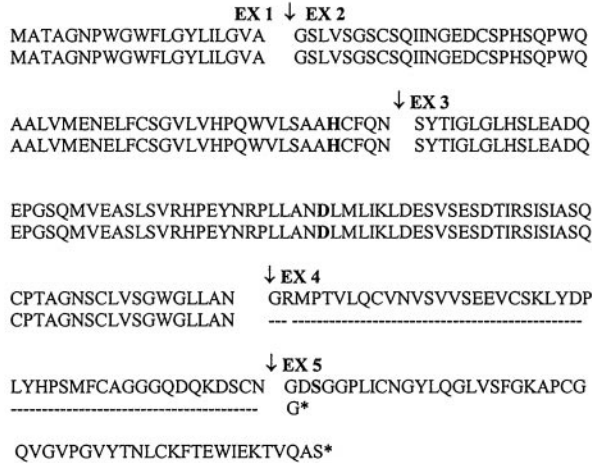 EX 1 ↓ EX 2
MATAGNPWGWFLGYLILGVA GSLVSGSCSQIINGEDCSPHSQPWQ
MATAGNPWGWFLGYLILGVA GSLVSGSCSQIINGEDCSPHSQPWQ
↓ EX 3
AALVMENELFCSGVLVHPQWVLSAAHCFQN SYTIGLGLHSLEADQ
AALVMENELFCSGVLVHPQWVLSAAHCFQN SYTIGLGLHSLEADQ
EPGSQMVEASLSVRHPEYNRPLLANDLMLIKLDESVSESDTIRSISIASQ
EPGSQMVEASLSVRHPEYNRPLLANDLMLIKLDESVSESDTIRSISIASQ
↓ EX 4
CPTAGNSCLVSGWGLLAN GRMPTVLQCVNVSVVSEEVCSKLYDP
CPTAGNSCLVSGWGLLAN --- --------------------------------------------------
↓ EX 5
LYHPSMFCAGGGQDQKDSCN GDSGGPLICNGYLQGLVSFGKAPCG
------------------------------------------- G*
QVGVPGVYTNLCKFTEWIEKTVQAS*